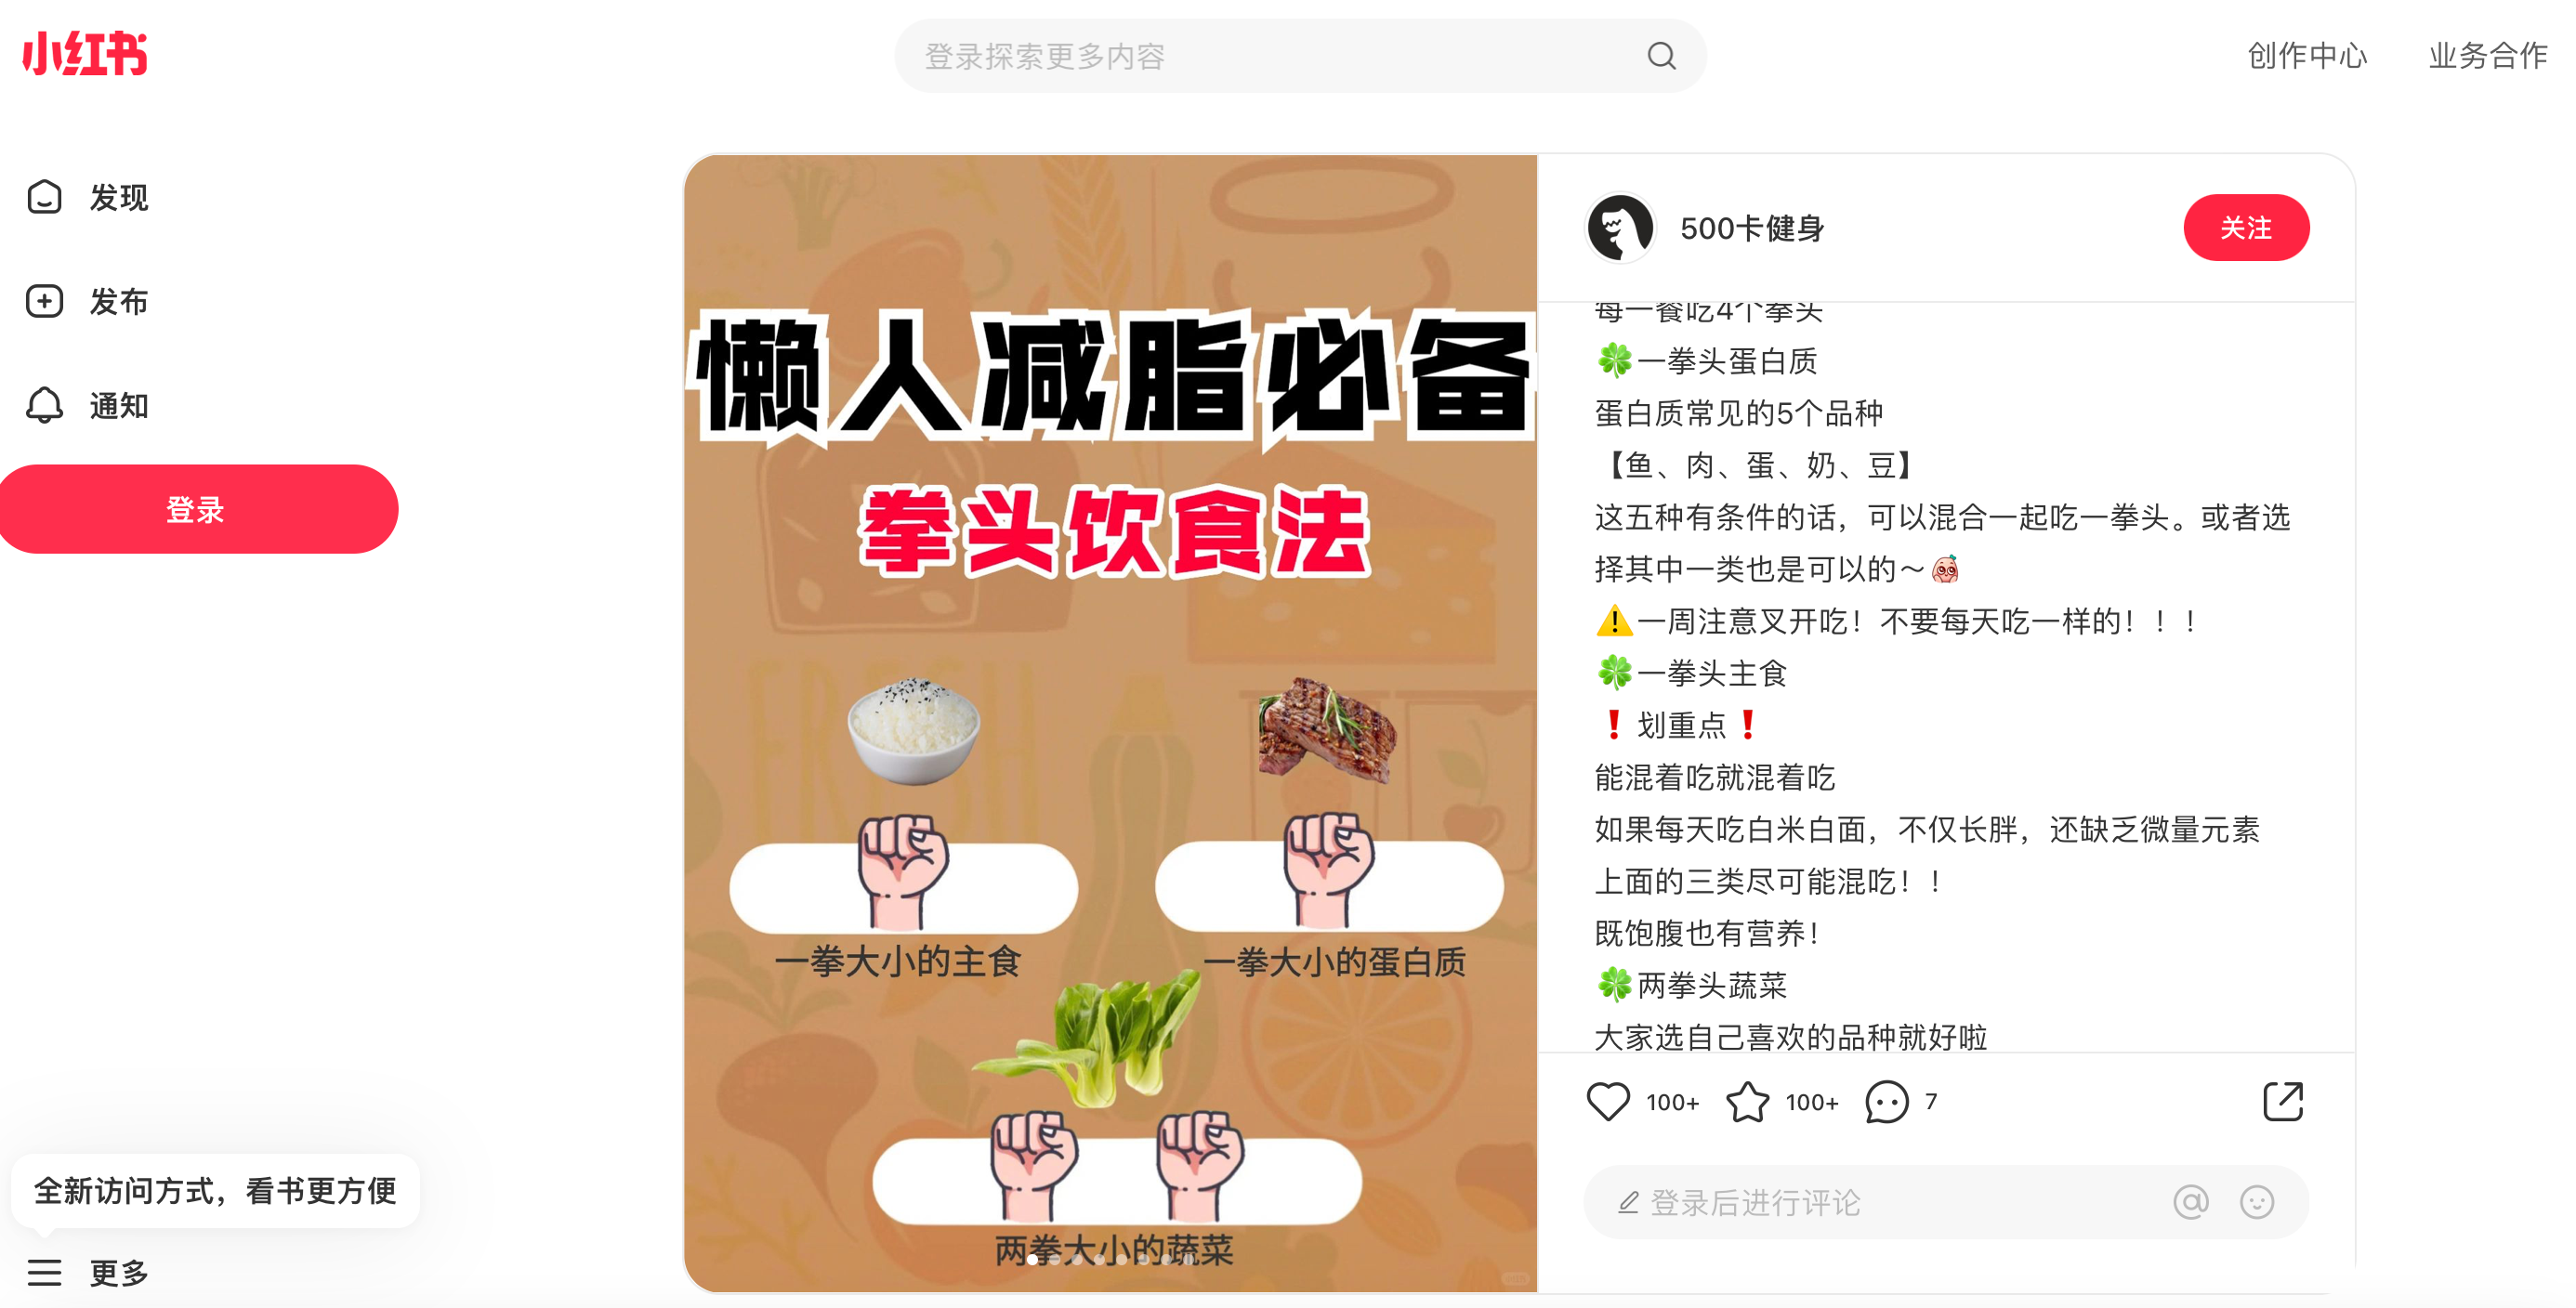 小红书
登录探索更多内容
创作中心
业务合作
发现
发布
通知
登录
全新访问方式，看书更方便
更多
懒人减脂必备
拳头饮食法
FRESH
一拳大小的主食
一拳大小的蛋白质
两拳大小的蔬菜
500卡健身
关注
每一餐吃4个拳头
🍀一拳头蛋白质
蛋白质常见的5个品种
【鱼、肉、蛋、奶、豆】
这五种有条件的话，可以混合一起吃一拳头。或者选
择其中一类也是可以的～
⚠️一周注意叉开吃！不要每天吃一样的！！！
🍀一拳头主食
❗划重点❗
能混着吃就混着吃
如果每天吃白米白面，不仅长胖，还缺乏微量元素
上面的三类尽可能混吃！！
既饱腹也有营养！
🍀两拳头蔬菜
大家选自己喜欢的品种就好啦
100+
100+
7
登录后进行评论